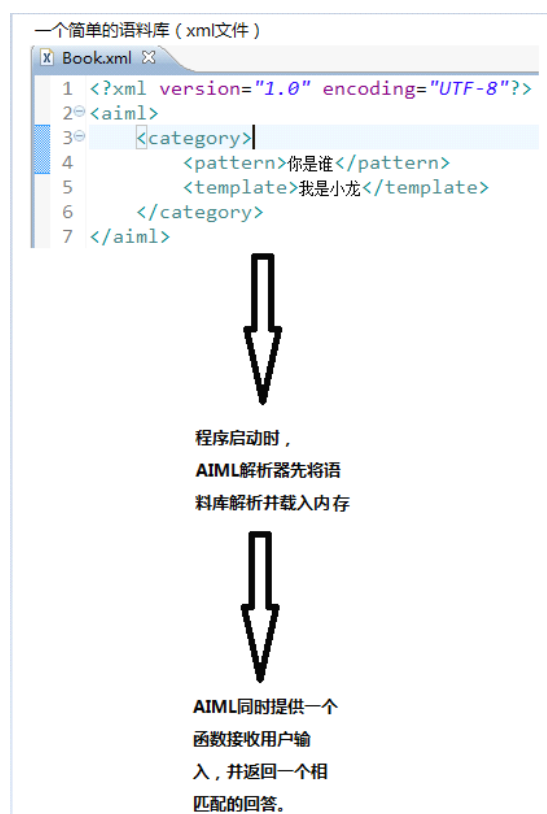 一个简单的语料库（xml文件）
Book.xml
1 <?xml version="1.0" encoding="UTF-8"?>
2 <aiml>
3 <category>
4 <pattern>你是谁</pattern>
5 <template>我是小龙</template>
6 </category>
7 </aiml>
程序启动时，
AIML解析器先将语
料库解析并载入内存
AIML同时提供一个
函数接收用户输
入，并返回一个相
匹配的回答。